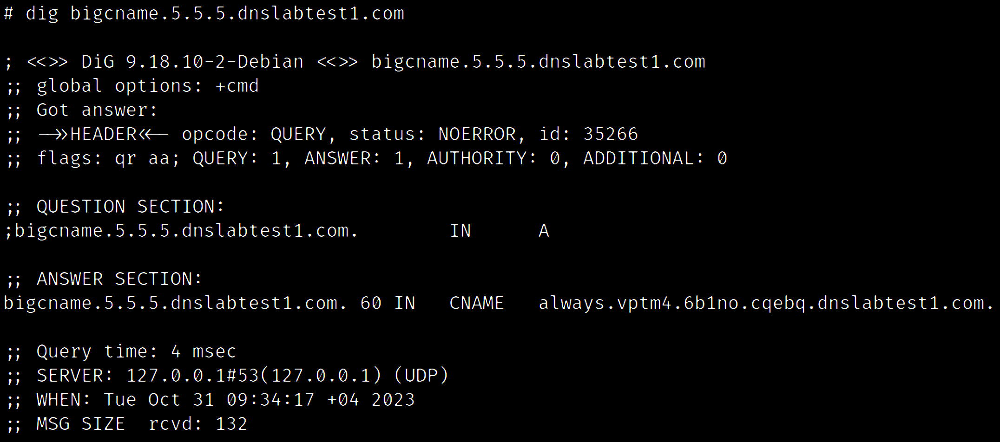 # dig bigcname.5.5.5.dnslabtest1.com
; <<>> DiG 9.18.10-2-Debian <<>> bigcname.5.5.5.dnslabtest1.com
;; global options: +cmd
;; Got answer:
;; ->>HEADER<<- opcode: QUERY, status: NOERROR, id: 35266
;; flags: qr aa; QUERY: 1, ANSWER: 1, AUTHORITY: 0, ADDITIONAL: 0
;; QUESTION SECTION:
;bigcname.5.5.5.dnslabtest1.com. IN A
;; ANSWER SECTION:
bigcname.5.5.5.dnslabtest1.com. 60 IN CNAME always.vptm4.6b1no.cqebq.dnslabtest1.com.
;; Query time: 4 msec
;; SERVER: 127.0.0.1#53(127.0.0.1) (UDP)
;; WHEN: Tue Oct 31 09:34:17 +04 2023
;; MSG SIZE rcvd: 132